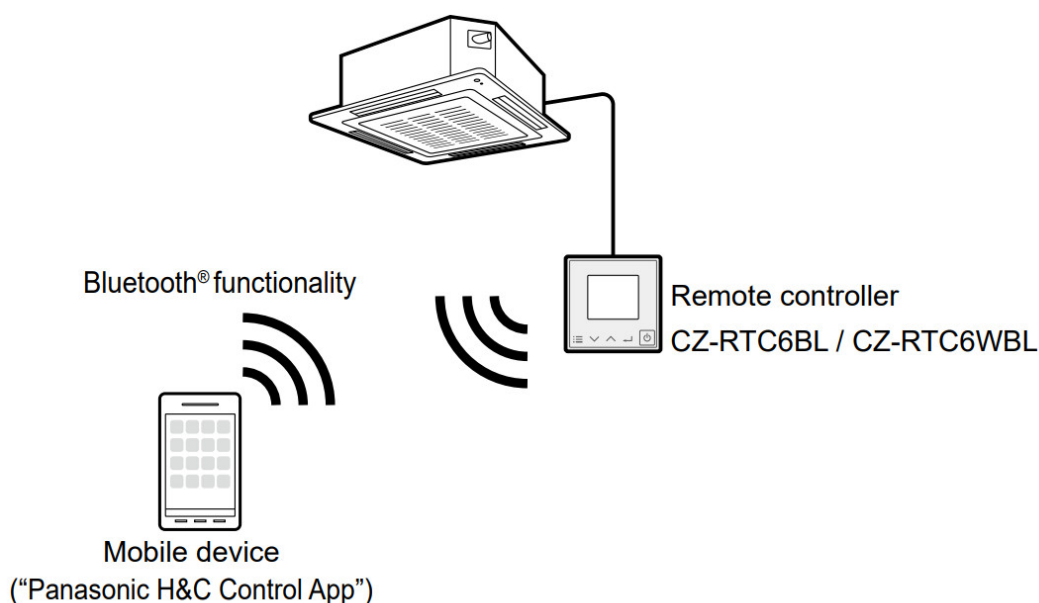 Bluetooth® functionality
Remote controller
CZ-RTC6BL / CZ-RTC6WBL
Mobile device
(“Panasonic H&C Control App”)